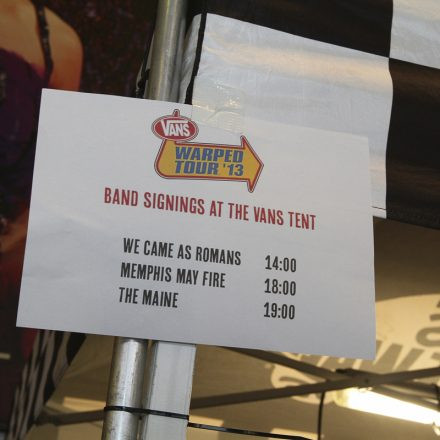 VANS
WARPED
TOUR '13
BAND SIGNINGS AT THE VANS TENT
WE CAME AS ROMANS 14:00
MEMPHIS MAY FIRE 18:00
THE MAINE 19:00